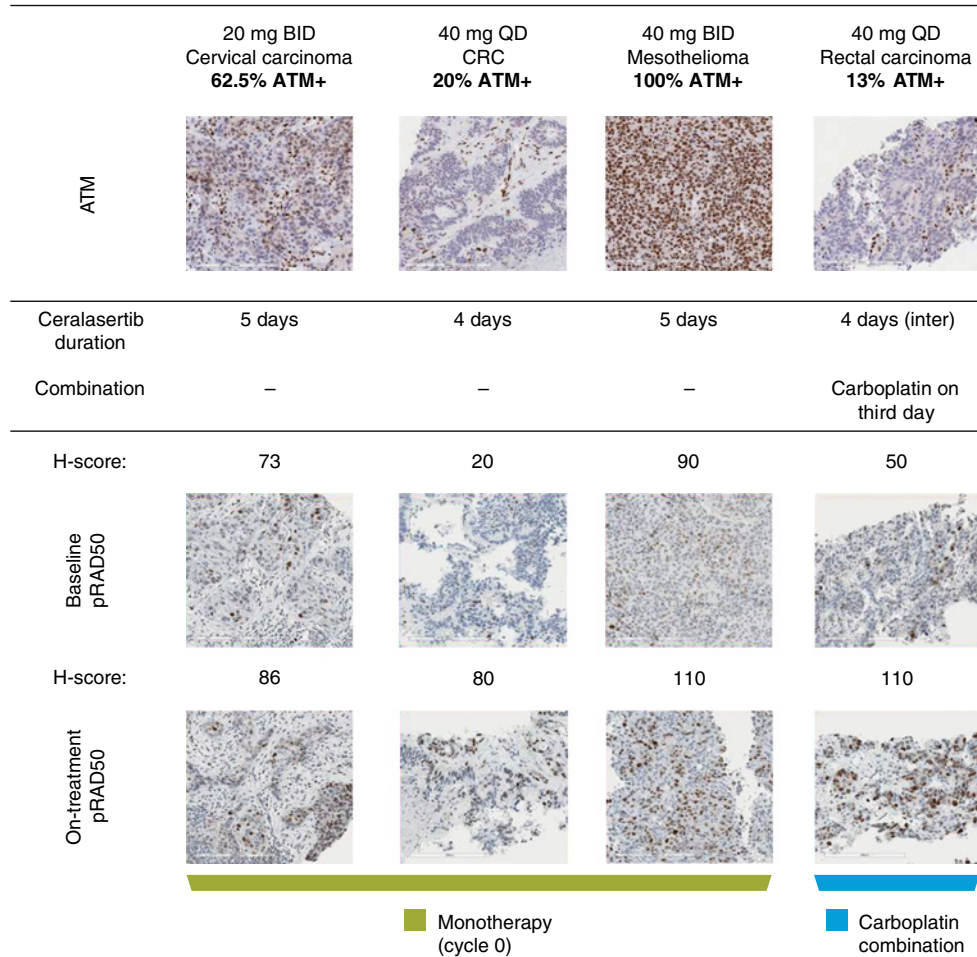 20 mg BID
Cervical carcinoma
62.5% ATM+
40 mg QD
CRC
20% ATM+
40 mg BID
Mesothelioma
100% ATM+
40 mg QD
Rectal carcinoma
13% ATM+
ATM
Ceralasertib
duration
5 days
4 days
5 days
4 days (inter)
Combination
–
–
–
Carboplatin on
third day
H-score:
73
20
90
50
Baseline
pRAD50
H-score:
86
80
110
110
On-treatment
pRAD50
Monotherapy
(cycle 0)
Carboplatin
combination